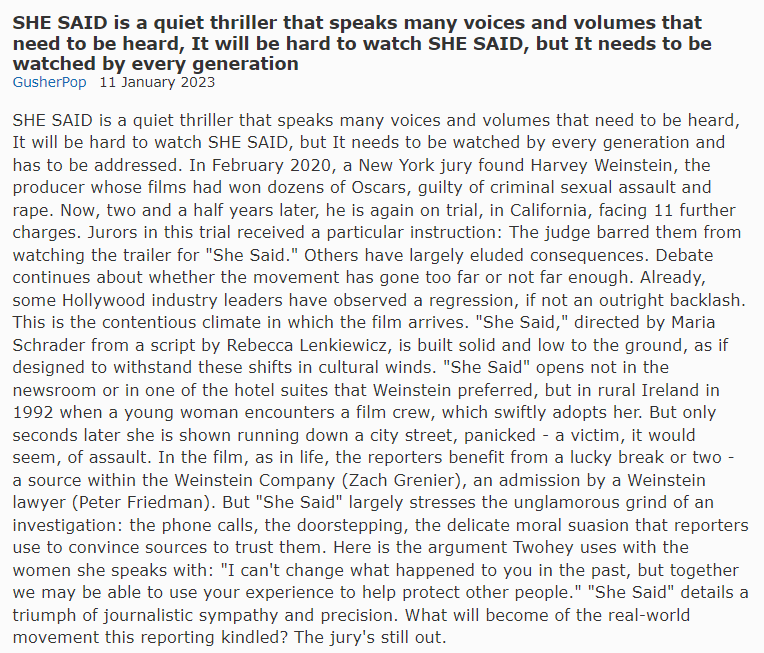 SHE SAID is a quiet thriller that speaks many voices and volumes that
need to be heard, It will be hard to watch SHE SAID, but It needs to be
watched by every generation
GusherPop 11 January 2023
SHE SAID is a quiet thriller that speaks many voices and volumes that need to be heard,
It will be hard to watch SHE SAID, but It needs to be watched by every generation and
has to be addressed. In February 2020, a New York jury found Harvey Weinstein, the
producer whose films had won dozens of Oscars, guilty of criminal sexual assault and
rape. Now, two and a half years later, he is again on trial, in California, facing 11 further
charges. Jurors in this trial received a particular instruction: The judge barred them from
watching the trailer for "She Said." Others have largely eluded consequences. Debate
continues about whether the movement has gone too far or not far enough. Already,
some Hollywood industry leaders have observed a regression, if not an outright backlash.
This is the contentious climate in which the film arrives. "She Said," directed by Maria
Schrader from a script by Rebecca Lenkiewicz, is built solid and low to the ground, as if
designed to withstand these shifts in cultural winds. "She Said" opens not in the
newsroom or in one of the hotel suites that Weinstein preferred, but in rural Ireland in
1992 when a young woman encounters a film crew, which swiftly adopts her. But only
seconds later she is shown running down a city street, panicked - a victim, it would
seem, of assault. In the film, as in life, the reporters benefit from a lucky break or two -
a source within the Weinstein Company (Zach Grenier), an admission by a Weinstein
lawyer (Peter Friedman). But "She Said" largely stresses the unglamorous grind of an
investigation: the phone calls, the doorstepping, the delicate moral suasion that reporters
use to convince sources to trust them. Here is the argument Twohey uses with the
women she speaks with: "I can't change what happened to you in the past, but together
we may be able to use your experience to help protect other people." "She Said" details a
triumph of journalistic sympathy and precision. What will become of the real-world
movement this reporting kindled? The jury's still out.